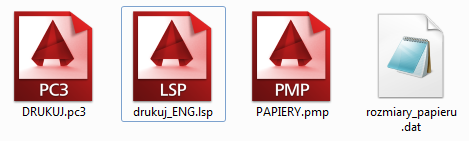 PC3
DRUKUJ.pc3
LSP
drukuj_ENG.lsp
PMP
PAPIERY.pmp
rozmiary_papieru
.dat